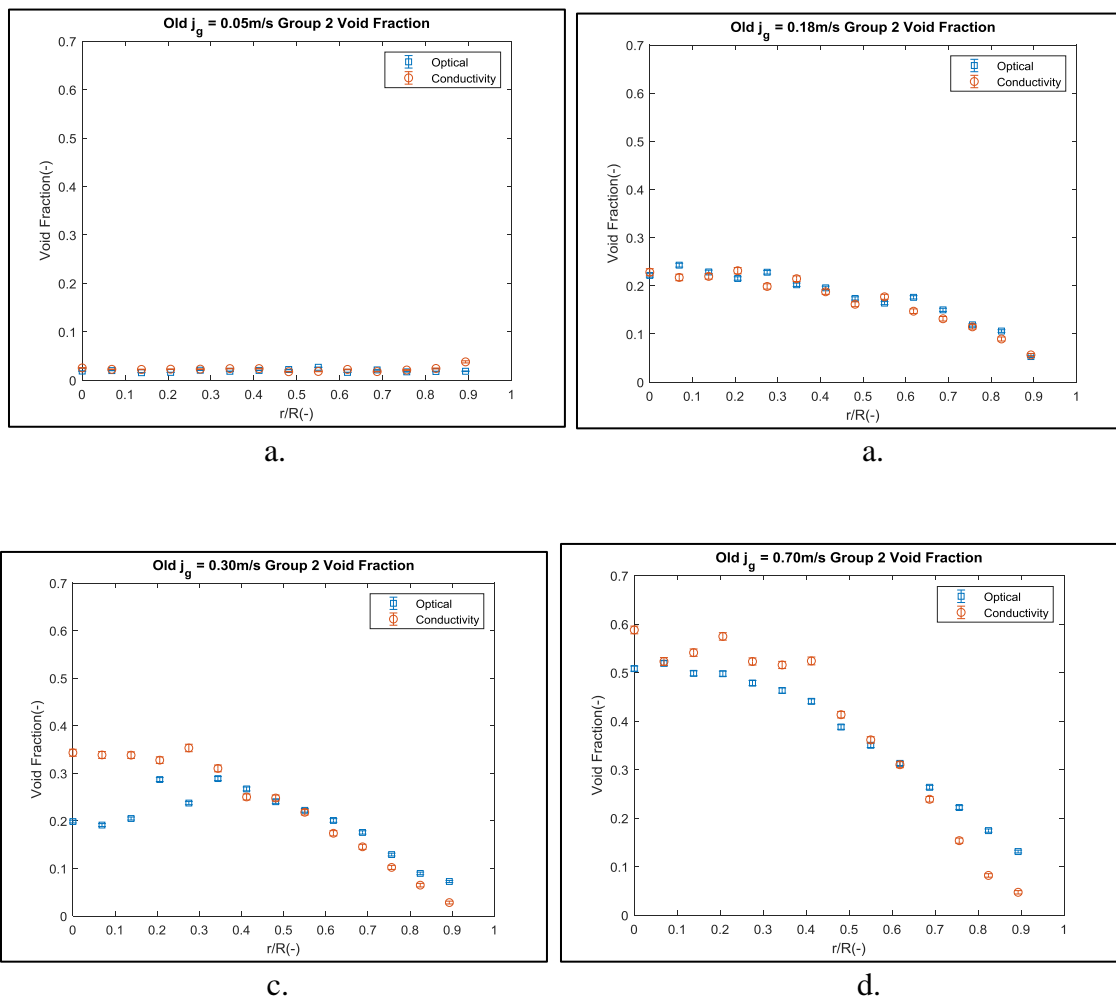 Old jg = 0.05m/s Group 2 Void Fraction
0.7
0.6
0.5
0.4
0.3
0.2
0.1
0
Void Fraction(-)
Optical
Conductivity
0 0.1 0.2 0.3 0.4 0.5 0.6 0.7 0.8 0.9 1
r/R(-)
a.
Old jg = 0.18m/s Group 2 Void Fraction
0.7
0.6
0.5
0.4
0.3
0.2
0.1
0
Void Fraction(-)
Optical
Conductivity
0 0.1 0.2 0.3 0.4 0.5 0.6 0.7 0.8 0.9 1
r/R(-)
a.
Old jg = 0.30m/s Group 2 Void Fraction
0.7
0.6
0.5
0.4
0.3
0.2
0.1
0
Void Fraction(-)
Optical
Conductivity
0 0.1 0.2 0.3 0.4 0.5 0.6 0.7 0.8 0.9 1
r/R(-)
c.
Old jg = 0.70m/s Group 2 Void Fraction
0.7
0.6
0.5
0.4
0.3
0.2
0.1
0
Void Fraction(-)
Optical
Conductivity
0 0.1 0.2 0.3 0.4 0.5 0.6 0.7 0.8 0.9 1
r/R(-)
d.